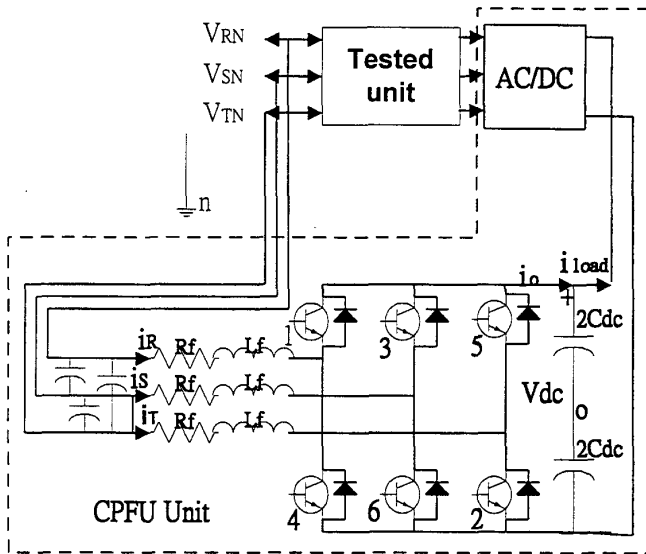 VRN
VSN
VTN
Tested
unit
AC/DC
n
io
iload
+
1
3
5
2Cdc
iR
Rf
Lf
iS
Rf
Lf
Vdc
o
iT
Rf
Lf
2Cdc
CPFU Unit
4
6
2